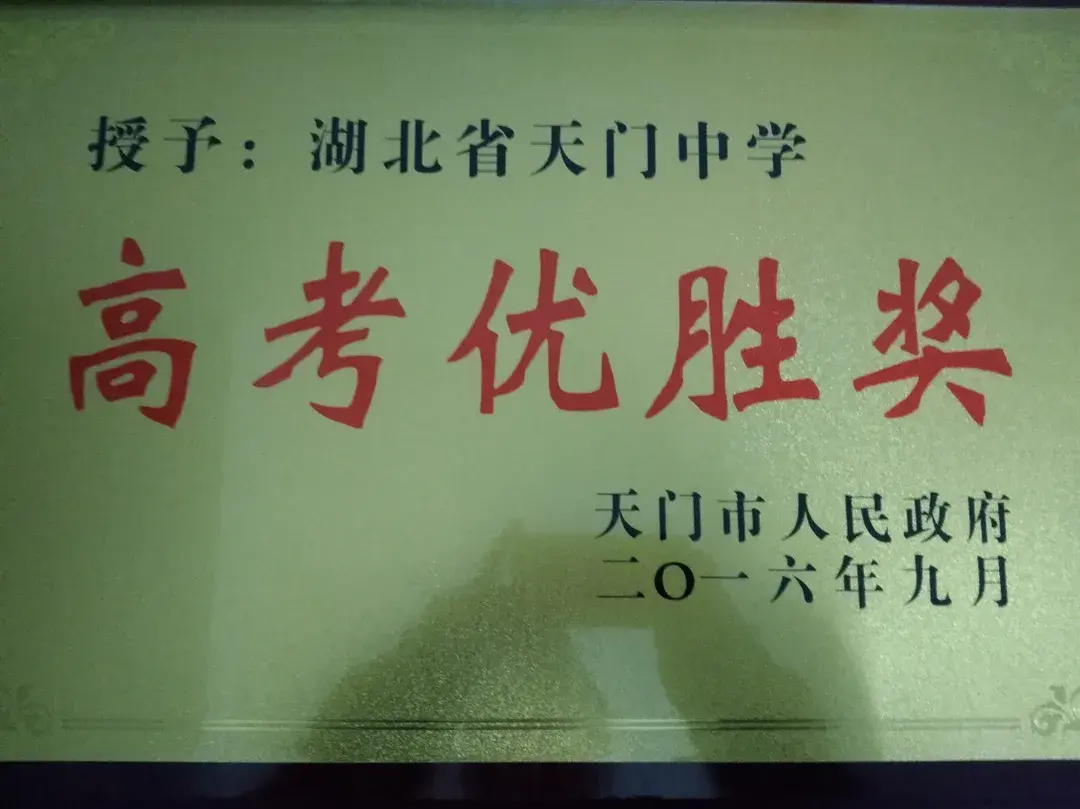 授予：湖北省天门中学
高考优胜奖
天门市人民政府
二〇一六年九月